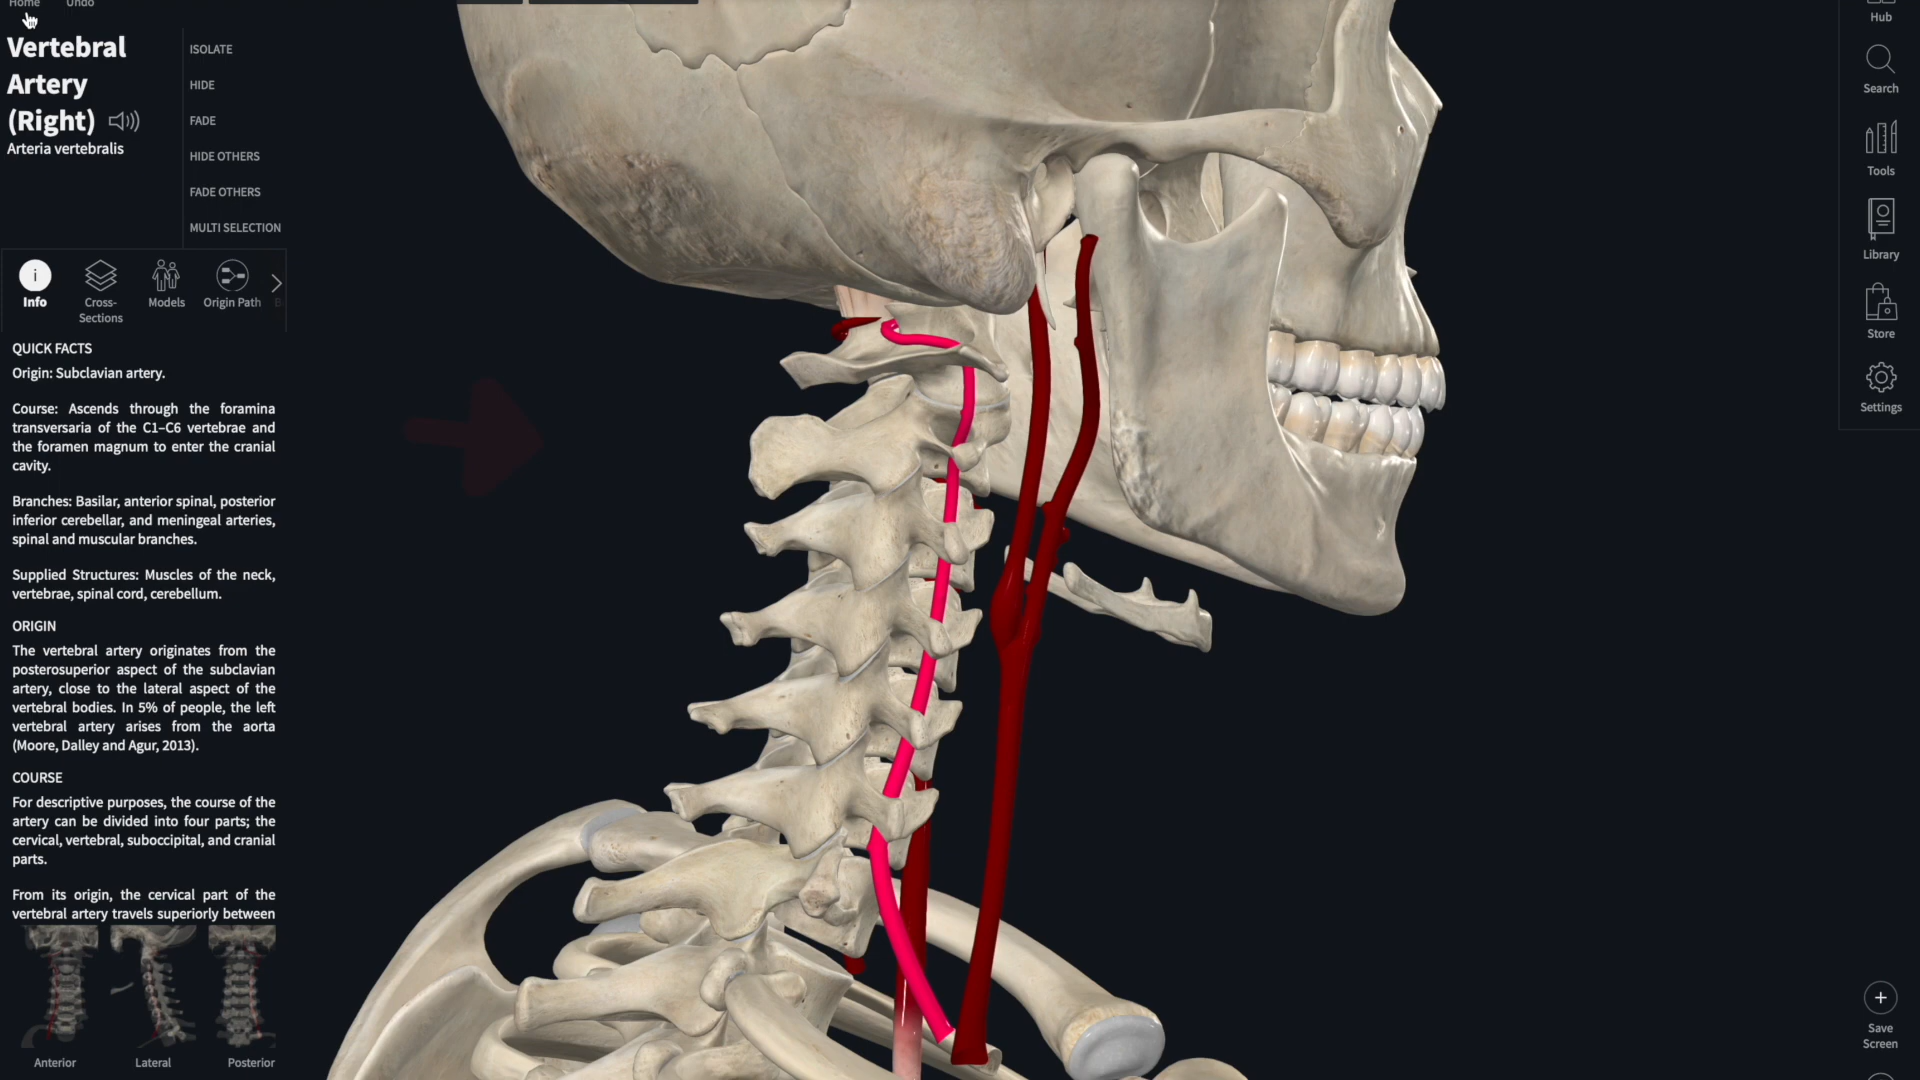 Home
Undo
Vertebral
Artery
(Right)
Arteria vertebralis
ISOLATE
HIDE
FADE
HIDE OTHERS
FADE OTHERS
MULTI SELECTION
Info
Cross-
Sections
Models
Origin Path
QUICK FACTS
Origin: Subclavian artery.
Course: Ascends through the foramina
transversaria of the C1–C6 vertebrae and
the foramen magnum to enter the cranial
cavity.
Branches: Basilar, anterior spinal, posterior
inferior cerebellar, and meningeal arteries,
spinal and muscular branches.
Supplied Structures: Muscles of the neck,
vertebrae, spinal cord, cerebellum.
ORIGIN
The vertebral artery originates from the
posterosuperior aspect of the subclavian
artery, close to the lateral aspect of the
vertebral bodies. In 5% of people, the left
vertebral artery arises from the aorta
(Moore, Dalley and Agur, 2013).
COURSE
For descriptive purposes, the course of the
artery can be divided into four parts; the
cervical, vertebral, suboccipital, and cranial
parts.
From its origin, the cervical part of the
vertebral artery travels superiorly between
Anterior
Lateral
Posterior
Hub
Search
Tools
Library
Store
Settings
Save
Screen